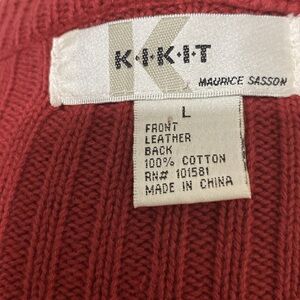 K·I·K·I·T
MAURICE SASSON
L
FRONT
LEATHER
BACK
100% COTTON
RN# 101581
MADE IN CHINA